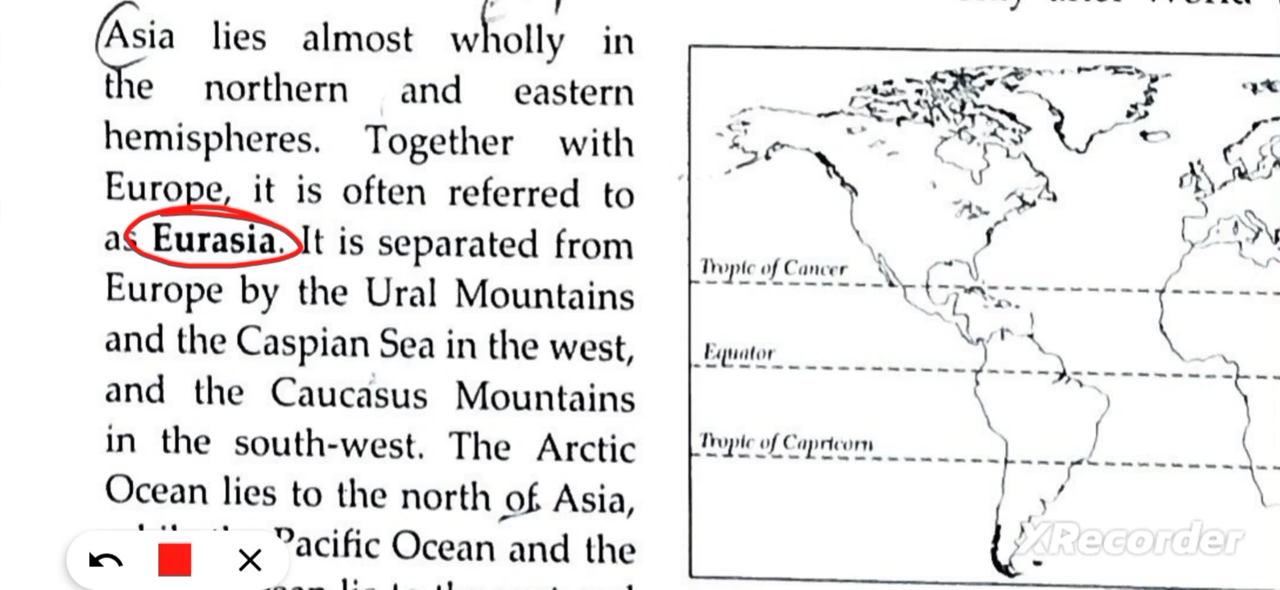 Asia lies almost wholly in
the northern and eastern
hemispheres. Together with
Europe, it is often referred to
as Eurasia. It is separated from
Europe by the Ural Mountains
and the Caspian Sea in the west,
and the Caucasus Mountains
in the south-west. The Arctic
Ocean lies to the north of Asia,
Pacific Ocean and the
Tropic of Cancer
Equator
Tropic of Capricorn
XRecorder